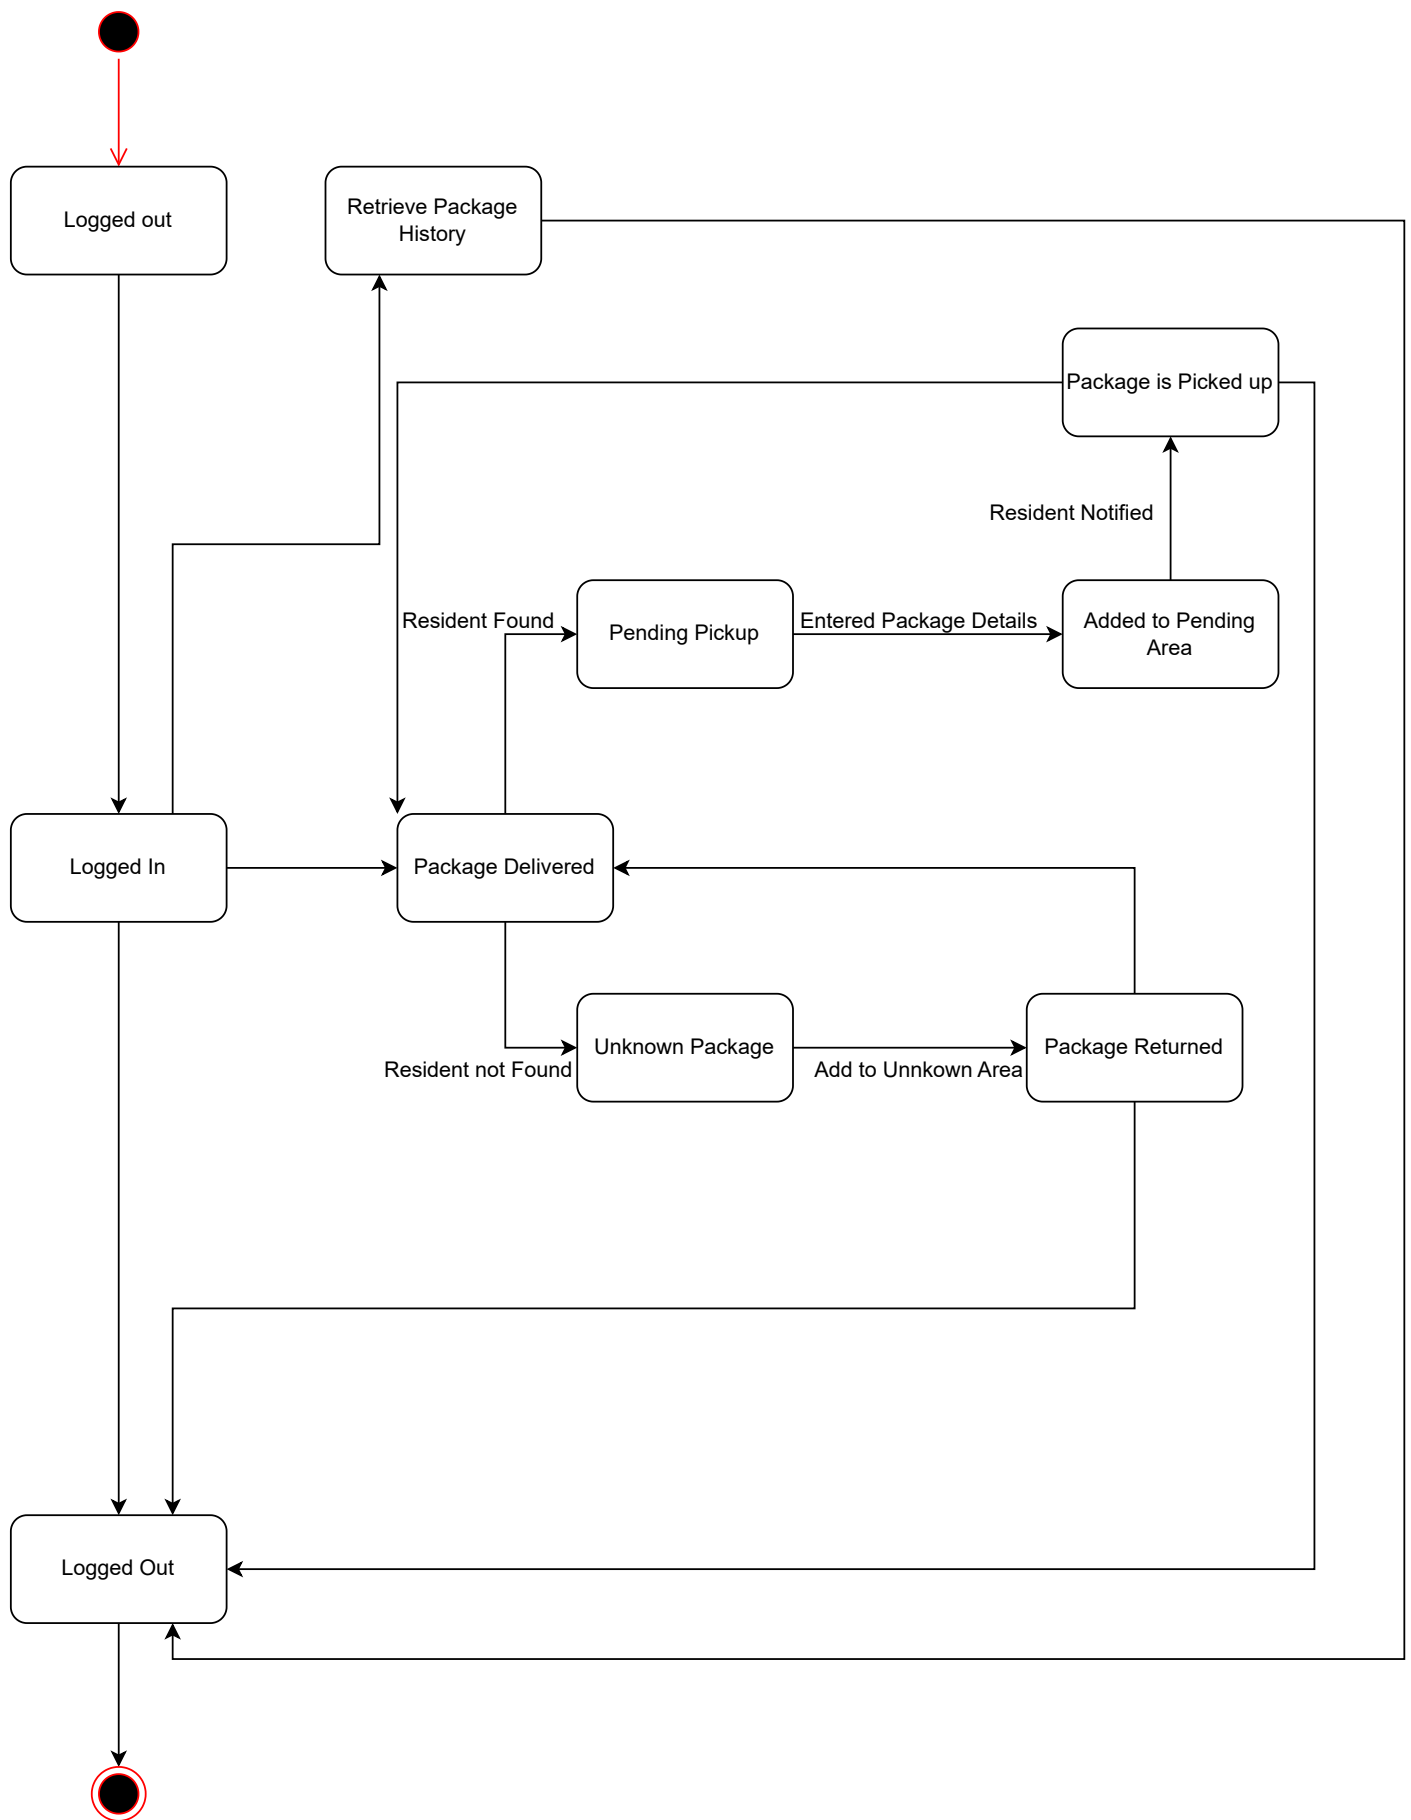 Logged out
Retrieve Package
History
Package is Picked up
Resident Notified
Resident Found
Pending Pickup
Entered Package Details
Added to Pending
Area
Logged In
Package Delivered
Unknown Package
Package Returned
Resident not Found
Add to Unnkown Area
Logged Out